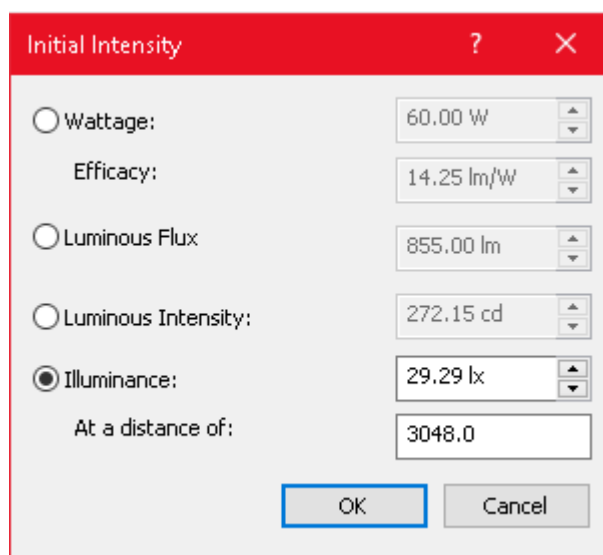 Initial Intensity ?
Wattage: 60.00 W
Efficacy: 14.25 lm/W
Luminous Flux 855.00 lm
Luminous Intensity: 272.15 cd
Illuminance: 29.29 lx
At a distance of: 3048.0
OK Cancel